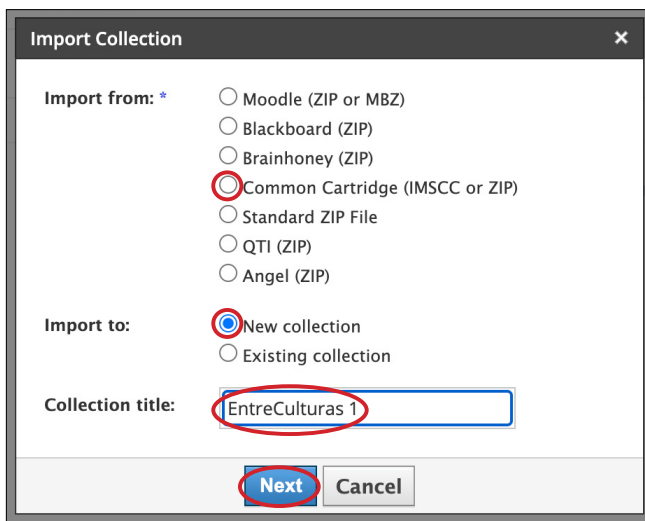 Import Collection ×
Import from: * Moodle (ZIP or MBZ)
Blackboard (ZIP)
Brainhoney (ZIP)
Common Cartridge (IMSCC or ZIP)
Standard ZIP File
QTI (ZIP)
Angel (ZIP)
Import to: New collection
Existing collection
Collection title: EntreCulturas 1
Next Cancel